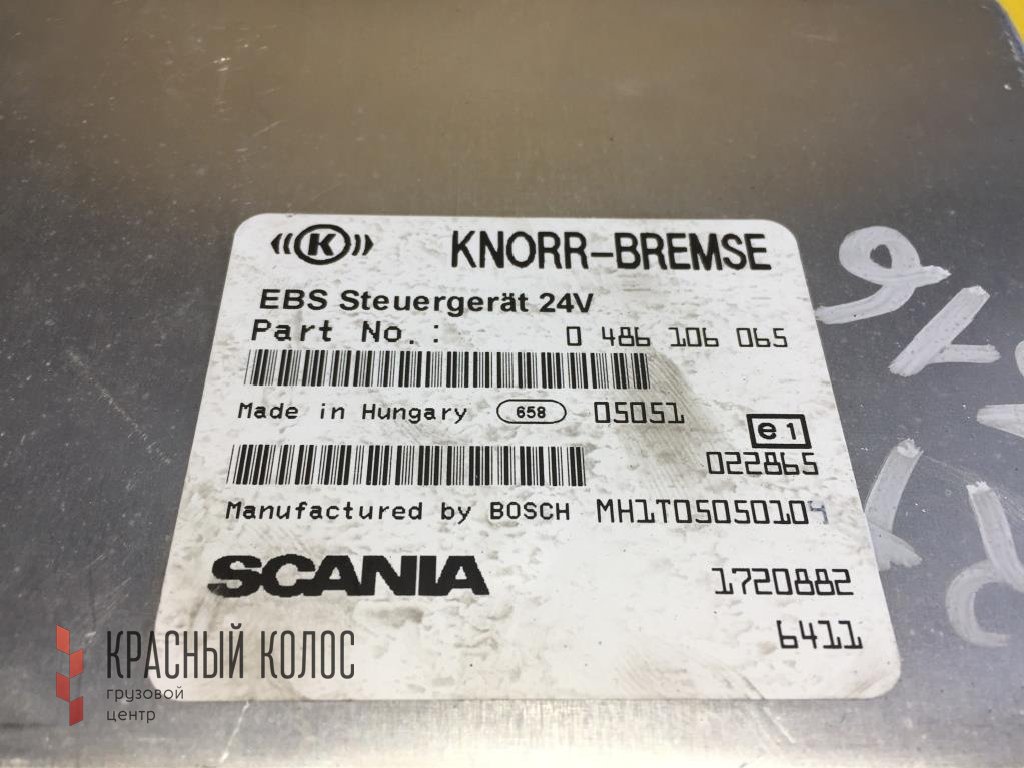 K KNORR-BREMSE
EBS Steuergerät 24V
Part No.: 0 486 106 065
Made in Hungary 658 05051
e1
022865
Manufactured by BOSCH MH1T05050104
SCANIA 1720882
6411
КРАСНЫЙ КОЛОС
грузовой
центр